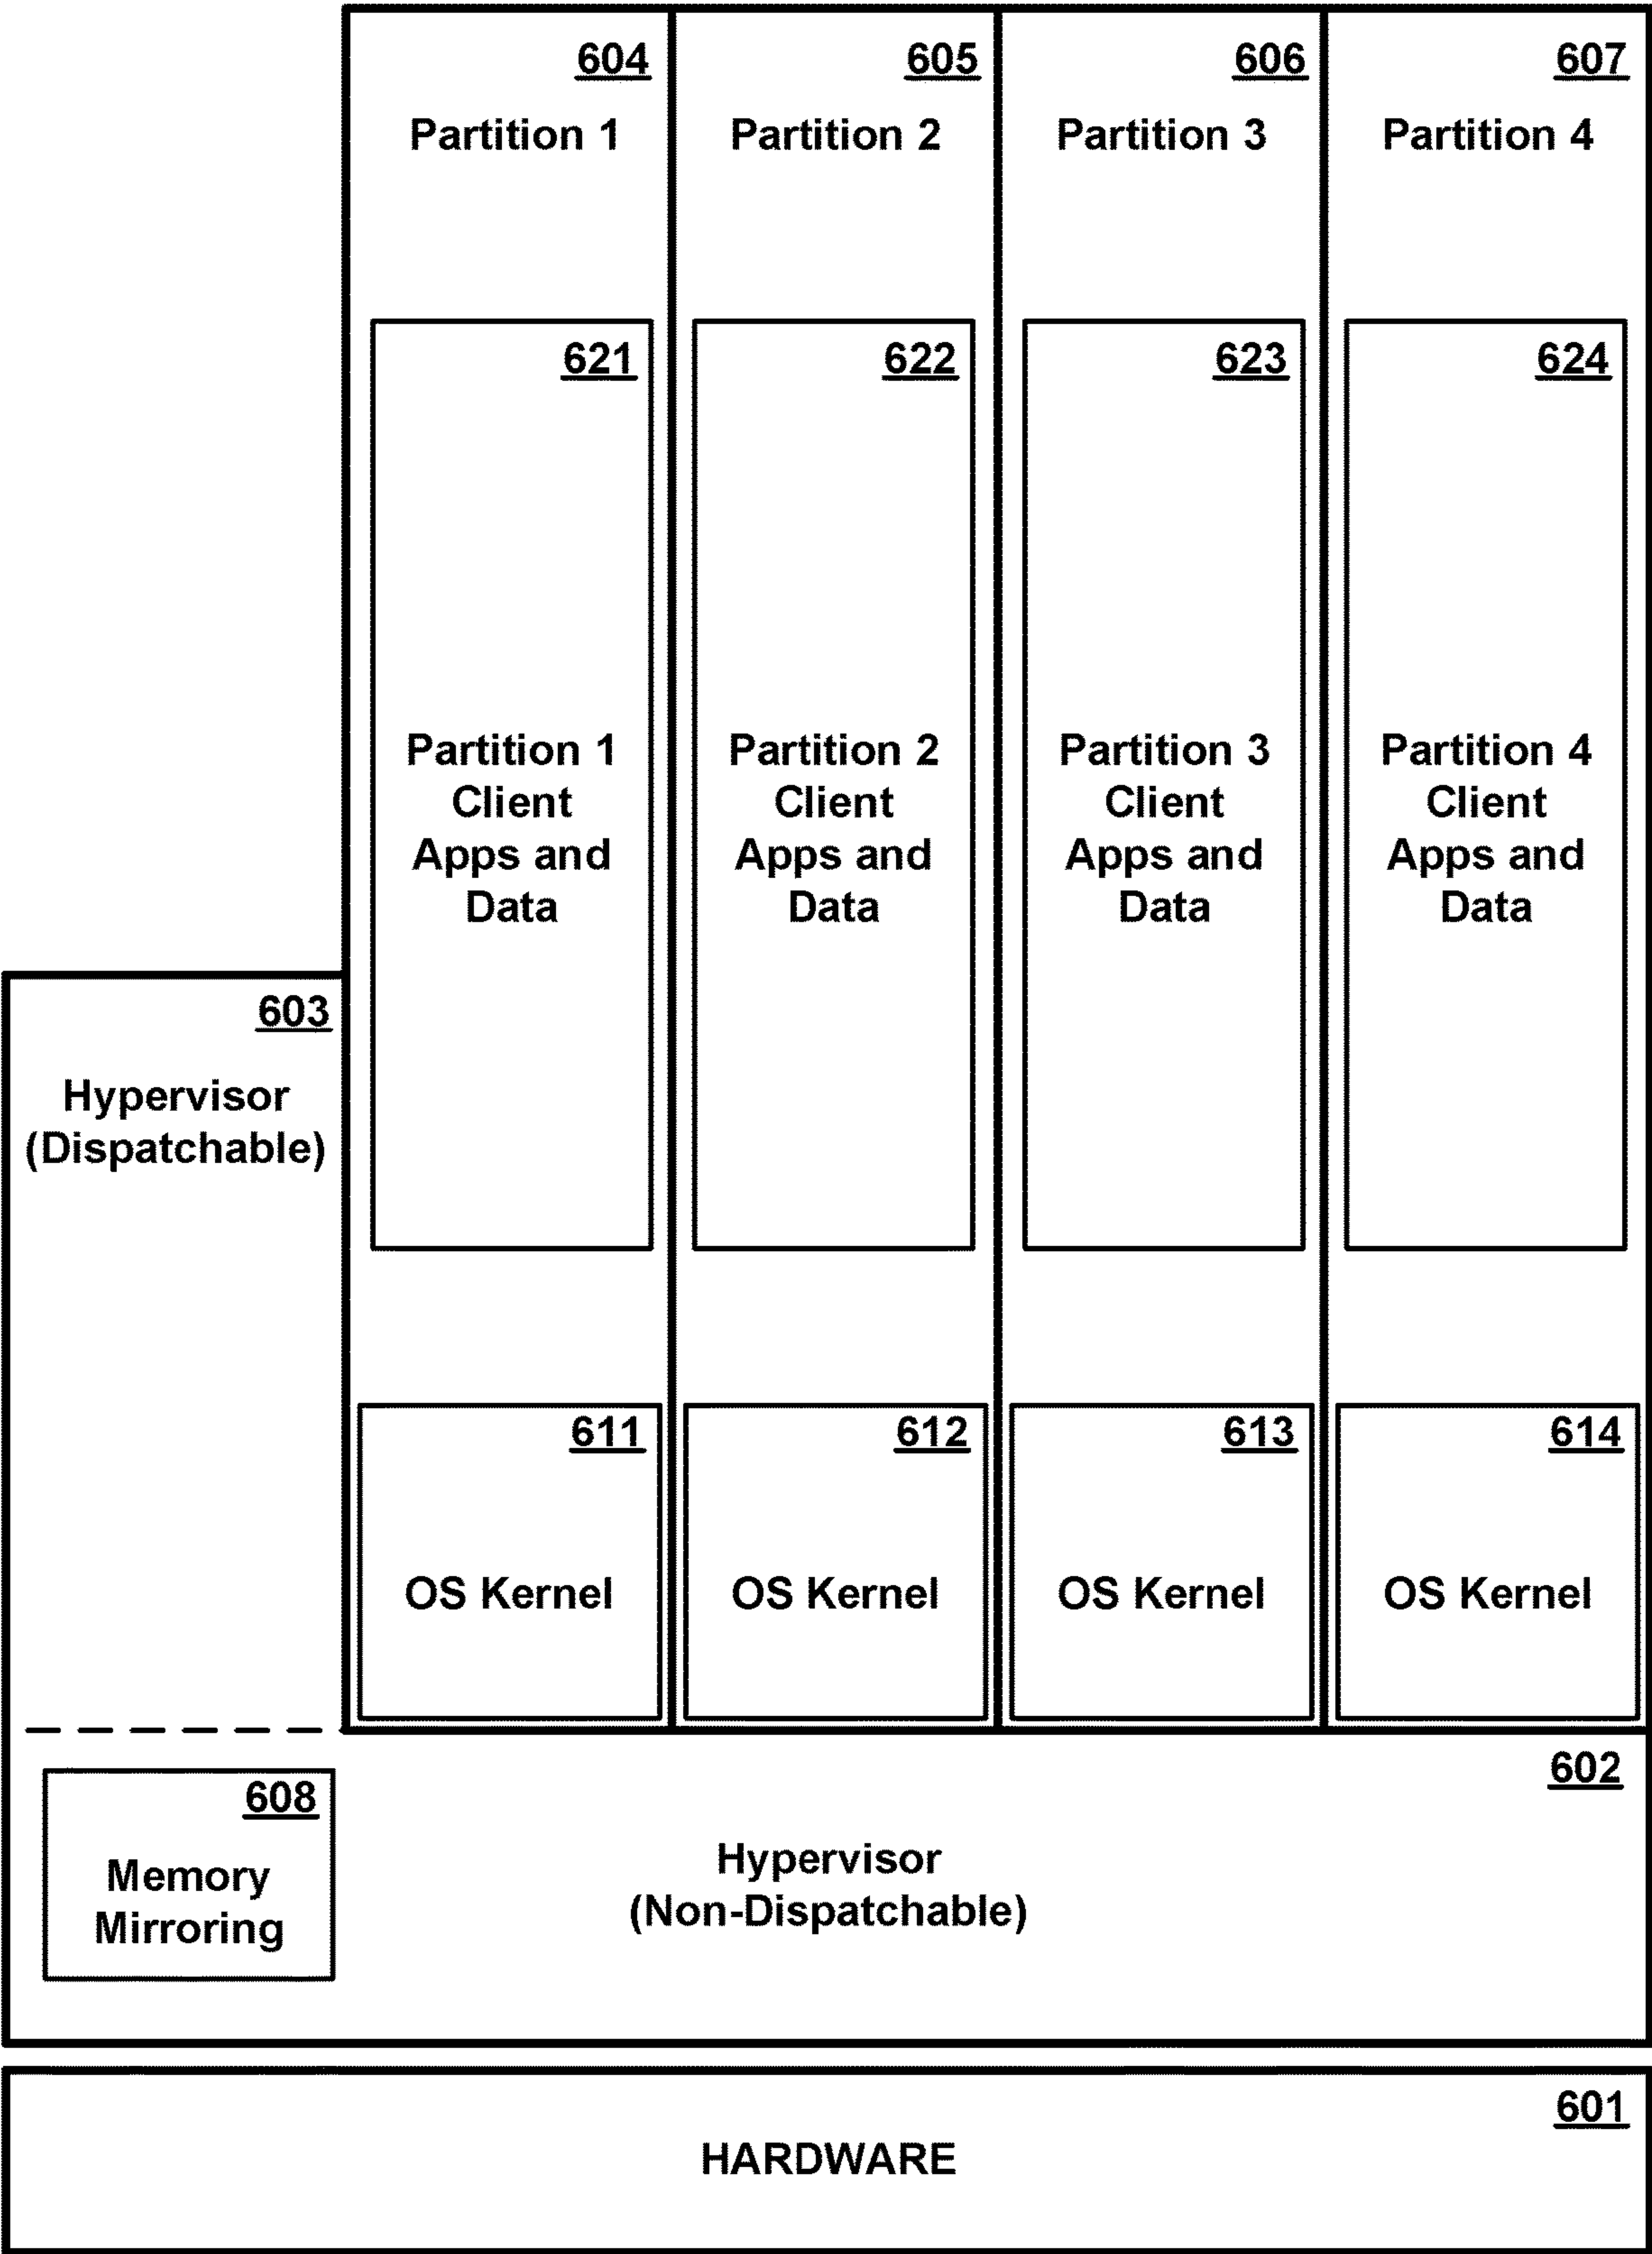 604
Partition 1
605
Partition 2
606
Partition 3
607
Partition 4
621
Partition 1
Client
Apps and
Data
622
Partition 2
Client
Apps and
Data
623
Partition 3
Client
Apps and
Data
624
Partition 4
Client
Apps and
Data
603
Hypervisor
(Dispatchable)
611
OS Kernel
612
OS Kernel
613
OS Kernel
614
OS Kernel
608
Memory
Mirroring
602
Hypervisor
(Non-Dispatchable)
601
HARDWARE